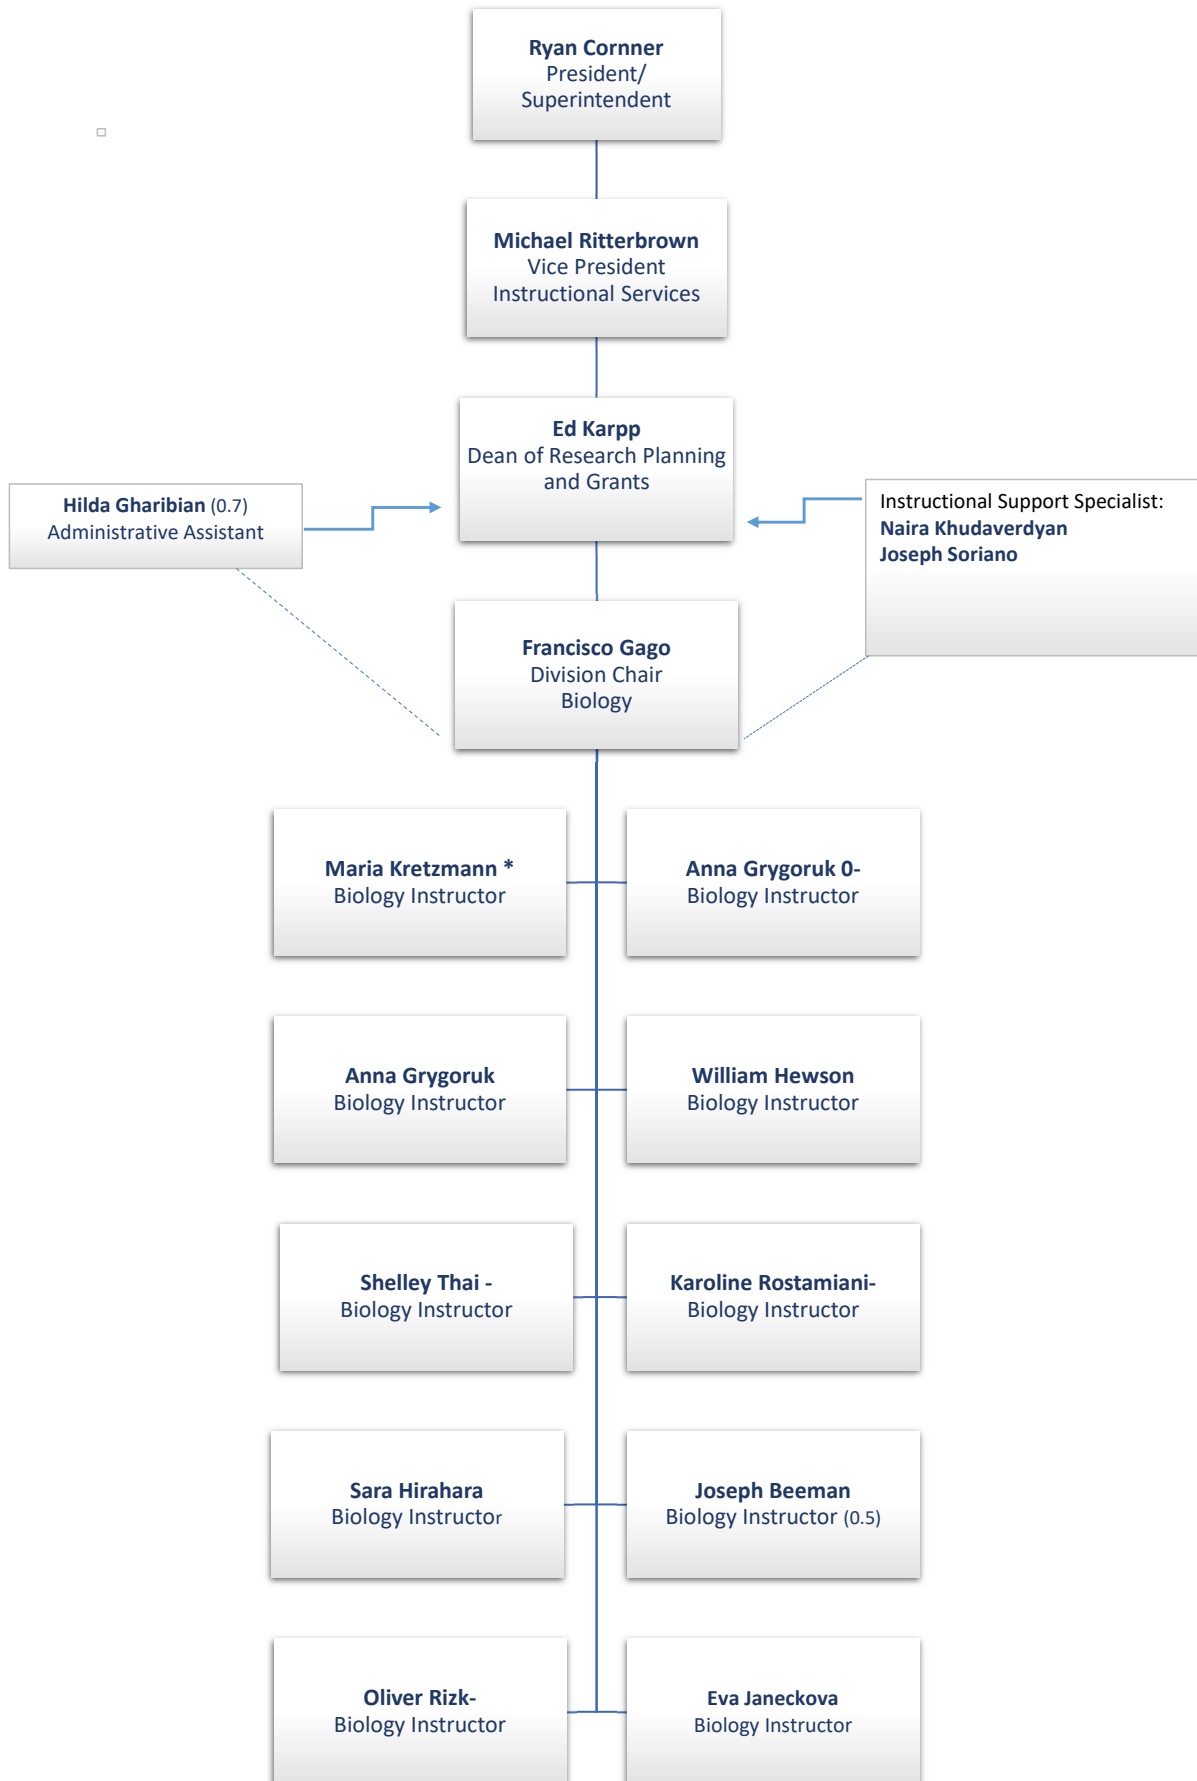 Ryan Cornner
President/
Superintendent
Michael Ritterbrown
Vice President
Instructional Services
Ed Karpp
Dean of Research Planning
and Grants
Hilda Gharibian (0.7)
Administrative Assistant
Instructional Support Specialist:
Naira Khudaverdyan
Joseph Soriano
Francisco Gago
Division Chair
Biology
Maria Kretzmann *
Biology Instructor
Anna Grygoruk 0-
Biology Instructor
Anna Grygoruk
Biology Instructor
William Hewson
Biology Instructor
Shelley Thai -
Biology Instructor
Karoline Rostamiani-
Biology Instructor
Sara Hirahara
Biology Instructor
Joseph Beeman
Biology Instructor (0.5)
Oliver Rizk-
Biology Instructor
Eva Janeckova
Biology Instructor